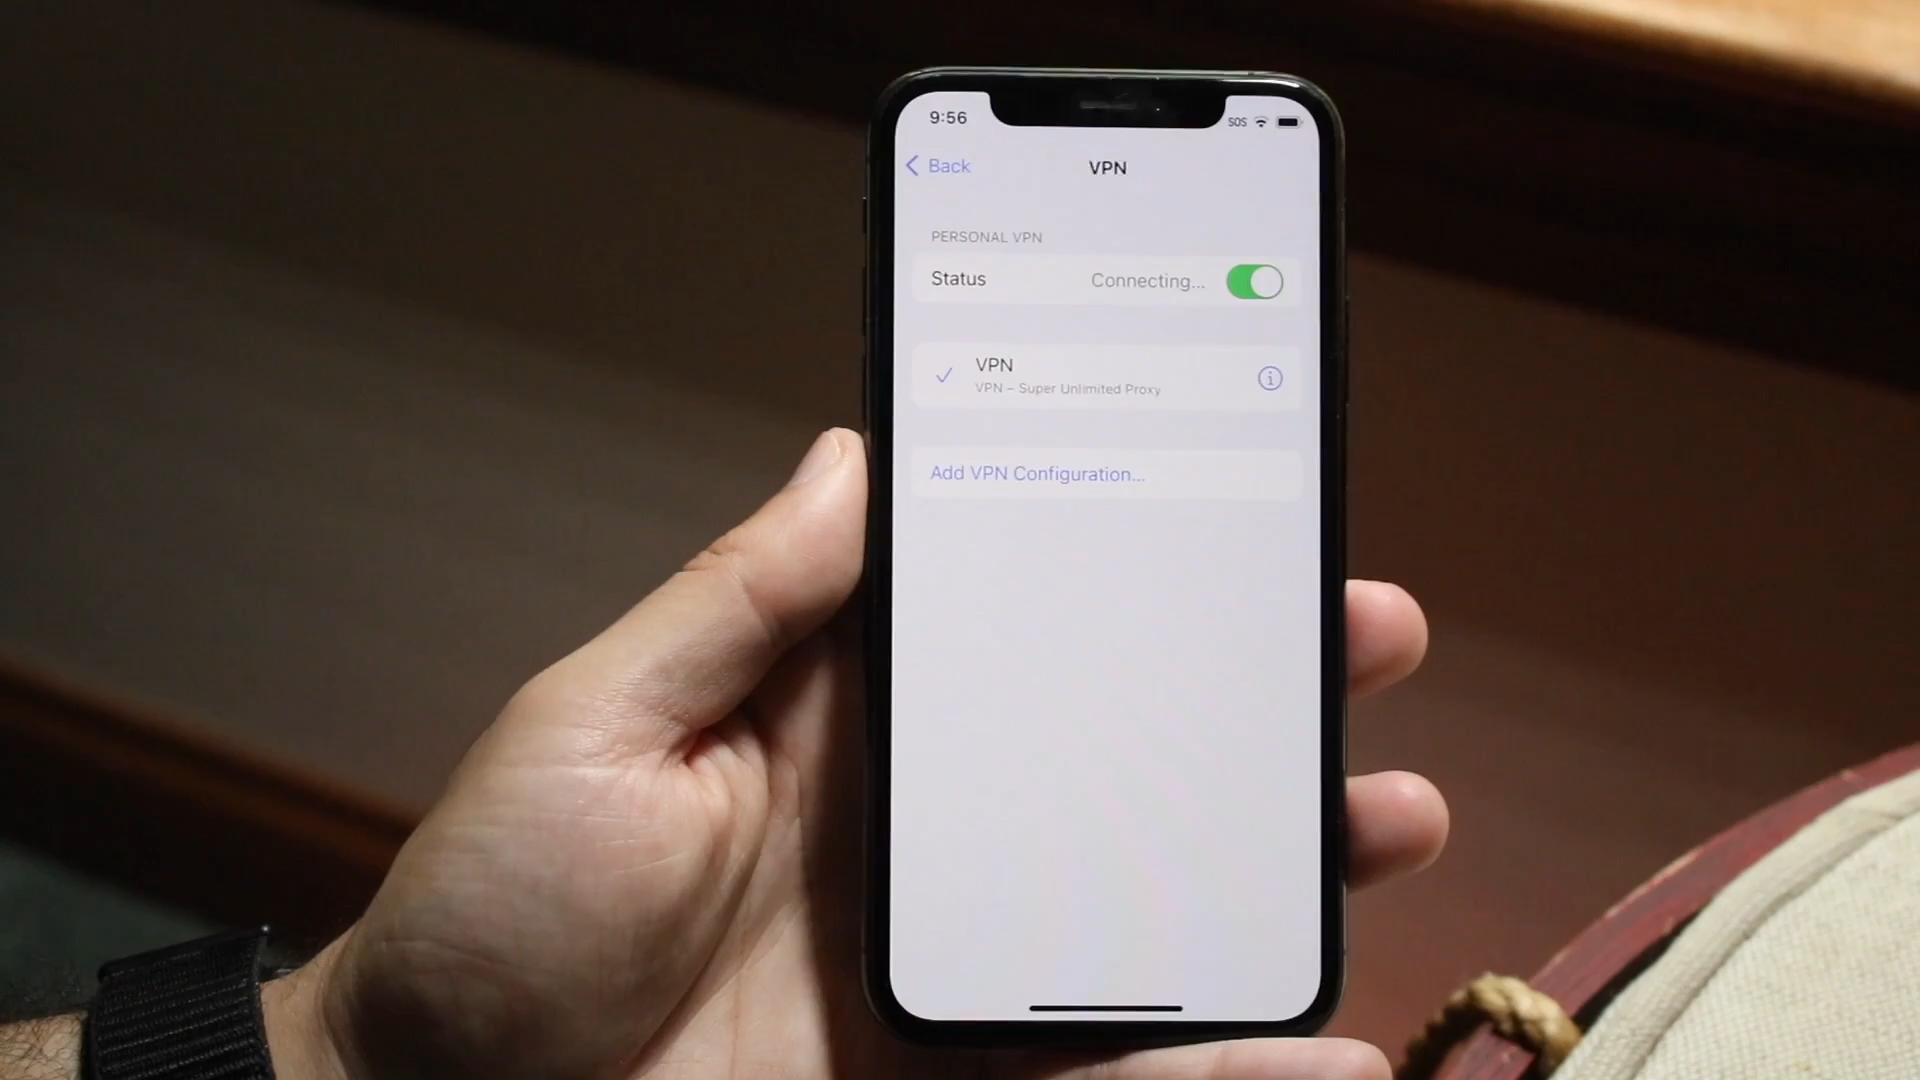 9:56 SOS
Back VPN
PERSONAL VPN
Status Connecting...
VPN
VPN – Super Unlimited Proxy
Add VPN Configuration...